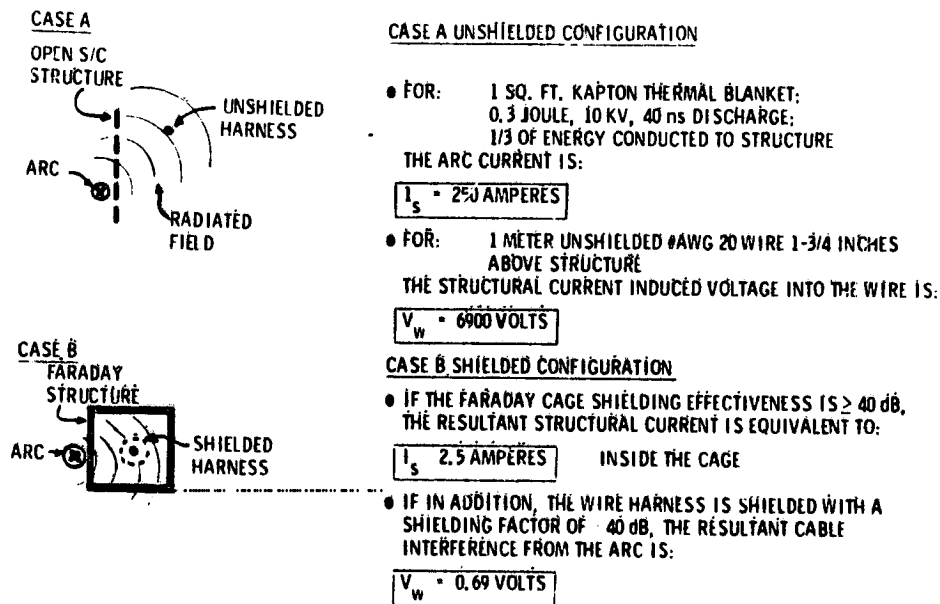 CASE A
OPEN S/C
STRUCTURE
UNSHIELDED
HARNESS
ARC
RADIATED
FIELD
CASE A UNSHIELDED CONFIGURATION
• FOR: 1 SQ. FT. KAPTON THERMAL BLANKET:
0.3 JOULE, 10 KV, 40 ns DISCHARGE;
1/3 OF ENERGY CONDUCTED TO STRUCTURE
THE ARC CURRENT IS:
I_s = 250 AMPERES
• FOR: 1 METER UNSHIELDED #AWG 20 WIRE 1-3/4 INCHES
ABOVE STRUCTURE
THE STRUCTURAL CURRENT INDUCED VOLTAGE INTO THE WIRE IS:
V_w = 6900 VOLTS
CASE B
FARADAY
STRUCTURE
ARC
SHIELDED
HARNESS
CASE B SHIELDED CONFIGURATION
• IF THE FARADAY CAGE SHIELDING EFFECTIVENESS IS ≥ 40 dB,
THE RESULTANT STRUCTURAL CURRENT IS EQUIVALENT TO:
I_s 2.5 AMPERES INSIDE THE CAGE
• IF IN ADDITION, THE WIRE HARNESS IS SHIELDED WITH A
SHIELDING FACTOR OF 40 dB, THE RESULTANT CABLE
INTERFERENCE FROM THE ARC IS:
V_w = 0.69 VOLTS